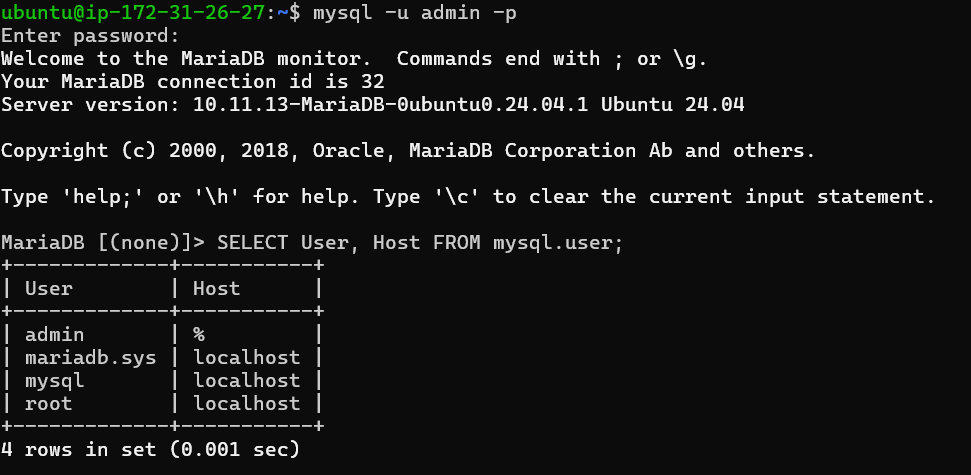 ubuntu@ip-172-31-26-27:~$ mysql -u admin -p
Enter password:
Welcome to the MariaDB monitor.  Commands end with ; or \g.
Your MariaDB connection id is 32
Server version: 10.11.13-MariaDB-0ubuntu0.24.04.1 Ubuntu 24.04

Copyright (c) 2000, 2018, Oracle, MariaDB Corporation Ab and others.

Type 'help;' or '\h' for help. Type '\c' to clear the current input statement.

MariaDB [(none)]> SELECT User, Host FROM mysql.user;
+-------------+-----------+
| User        | Host      |
+-------------+-----------+
| admin       | %         |
| mariadb.sys | localhost |
| mysql       | localhost |
| root        | localhost |
+-------------+-----------+
4 rows in set (0.001 sec)